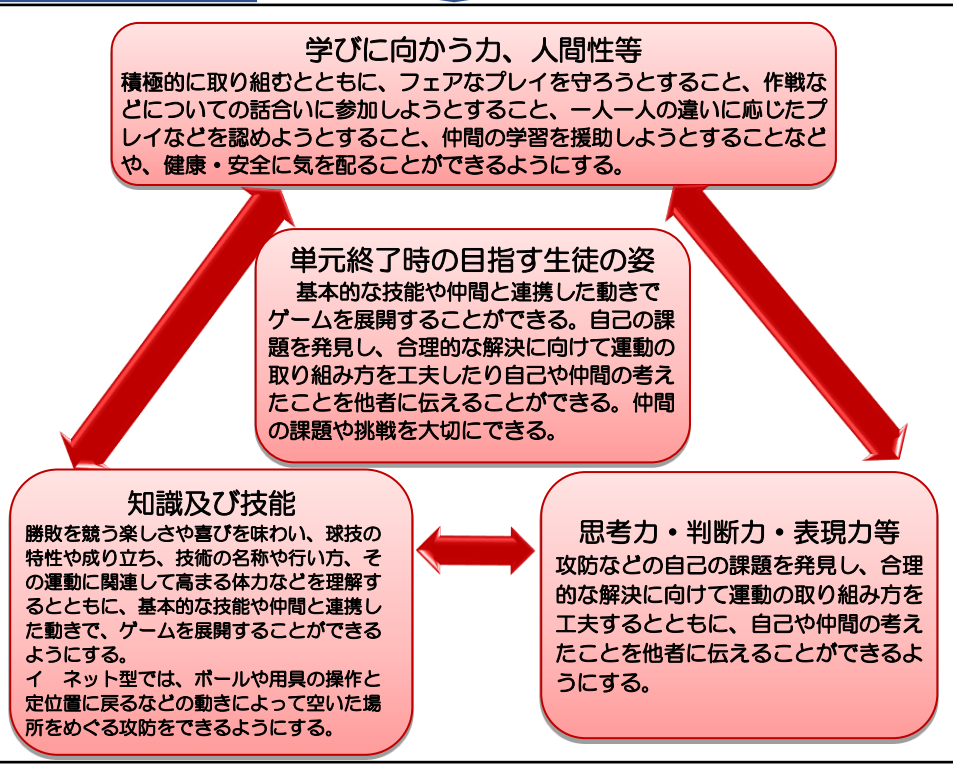 学びに向かう力、人間性等
積極的に取り組むとともに、フェアなプレイを守ろうとすること、作戦な
どについての話合いに参加しようとすること、一人一人の違いに応じたプ
レイなどを認めようとすること、仲間の学習を援助しようとすることなど
や、健康・安全に気を配ることができるようにする。
単元終了時の目指す生徒の姿
基本的な技能や仲間と連携した動きで
ゲームを展開することができる。自己の課
題を発見し、合理的な解決に向けて運動の
取り組み方を工夫したり自己や仲間の考え
たことを他者に伝えることができる。仲間
の課題や挑戦を大切にできる。
知識及び技能
勝敗を競う楽しさや喜びを味わい、球技の
特性や成り立ち、技術の名称や行い方、そ
の運動に関連して高まる体力などを理解す
るとともに、基本的な技能や仲間と連携し
た動きで、ゲームを展開することができる
ようにする。
イ　ネット型では、ボールや用具の操作と
定位置に戻るなどの動きによって空いた場
所をめぐる攻防をできるようにする。
思考力・判断力・表現力等
攻防などの自己の課題を発見し、合理
的な解決に向けて運動の取り組み方を
工夫するとともに、自己や仲間の考え
たことを他者に伝えることができるよ
うにする。